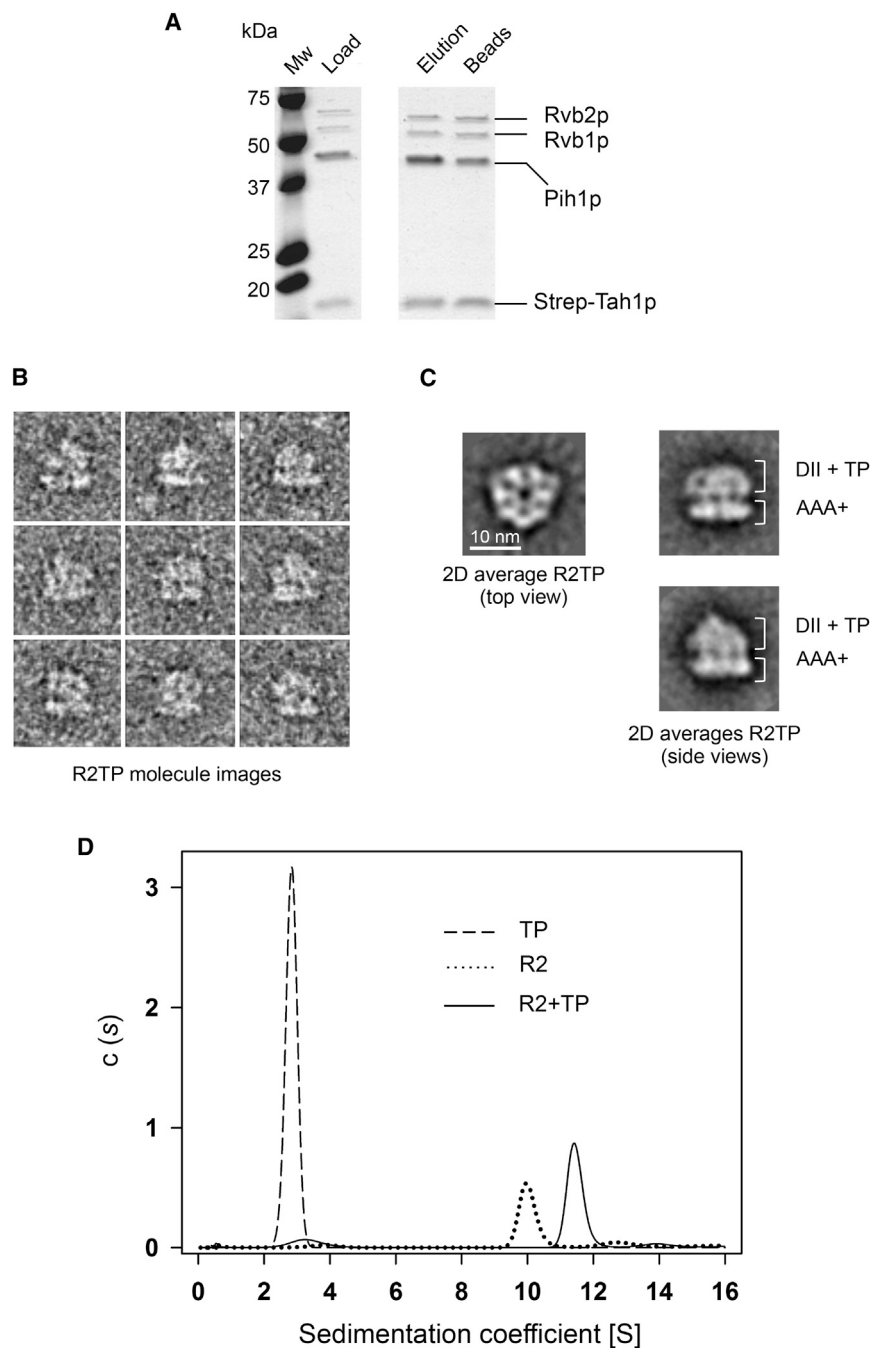 A
kDa
Mw
Load
Elution
Beads
75
50
37
25
20
Rvb2p
Rvb1p
Pih1p
Strep-Tah1p
B
R2TP molecule images
C
10 nm
2D average R2TP
(top view)
DII + TP
AAA+
DII + TP
AAA+
2D averages R2TP
(side views)
D
c (s)
3
2
1
0
TP
R2
R2+TP
0 2 4 6 8 10 12 14 16
Sedimentation coefficient [S]